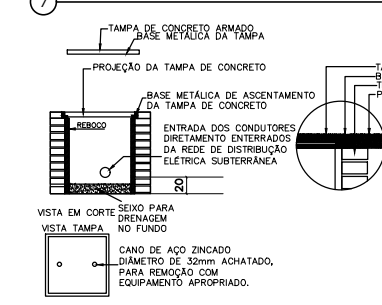 7
TAMPA DE CONCRETO ARMADO
BASE METÁLICA DA TAMPA
PROJEÇÃO DA TAMPA DE CONCRETO
BASE METÁLICA DE ASCENTAMENTO
DA TAMPA DE CONCRETO
REBOCO
ENTRADA DOS CONDUTORES
DIRETAMENTO ENTERRADOS
DA REDE DE DISTRIBUIÇÃO
ELÉTRICA SUBTERRÂNEA
20
VISTA EM CORTE
SEIXO PARA
DRENAGEM
NO FUNDO
VISTA TAMPA
CANO DE AÇO ZINCADO
DIÂMETRO DE 32mm ACHATADO,
PARA REMOÇÃO COM
EQUIPAMENTO APROPRIADO.